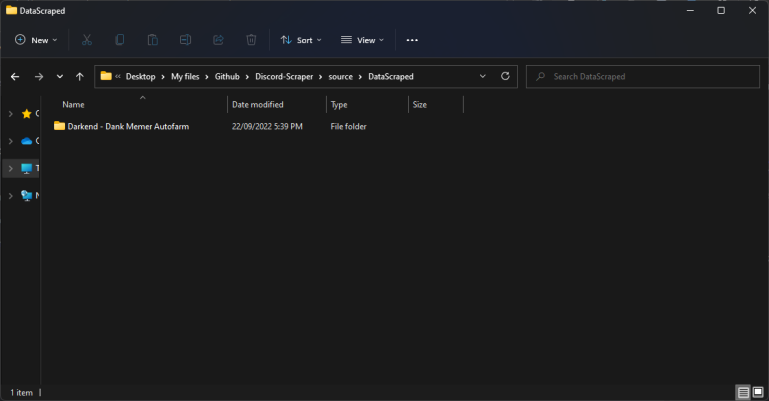 DataScraped
New Sort View
« Desktop > My files > Github > Discord-Scraper > source > DataScraped Search DataScraped
Name Date modified Type Size
Darkend - Dank Memer Autofarm 22/09/2022 5:39 PM File folder
1 item